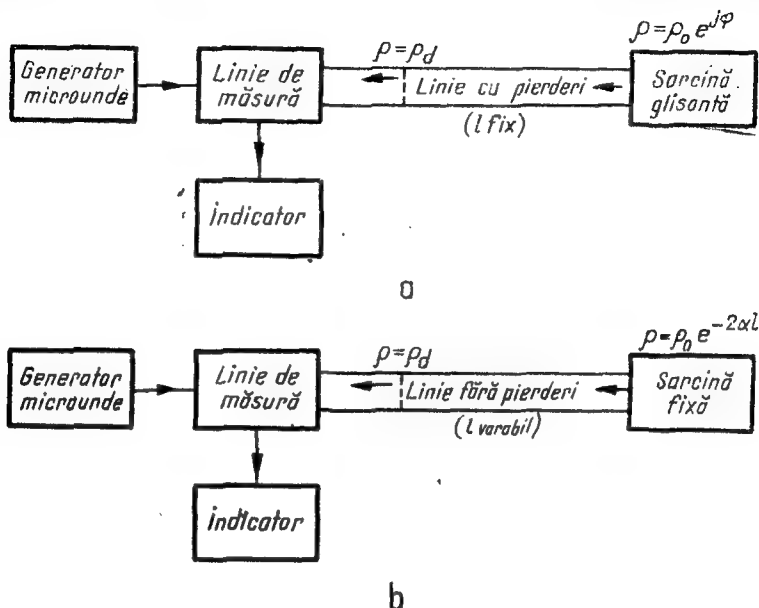 Generator
microunde
Linie de
măsură
ρ=ρd
Linie cu pierderi
(l fix)
ρ=ρ₀ e^jφ
Sarcină
glisantă
Indicator
a
Generator
microunde
Linie de
măsură
ρ=ρd
Linie fără pierderi
(l varabil)
ρ=ρ₀ e^-2αl
Sarcină
fixă
Indicator
b